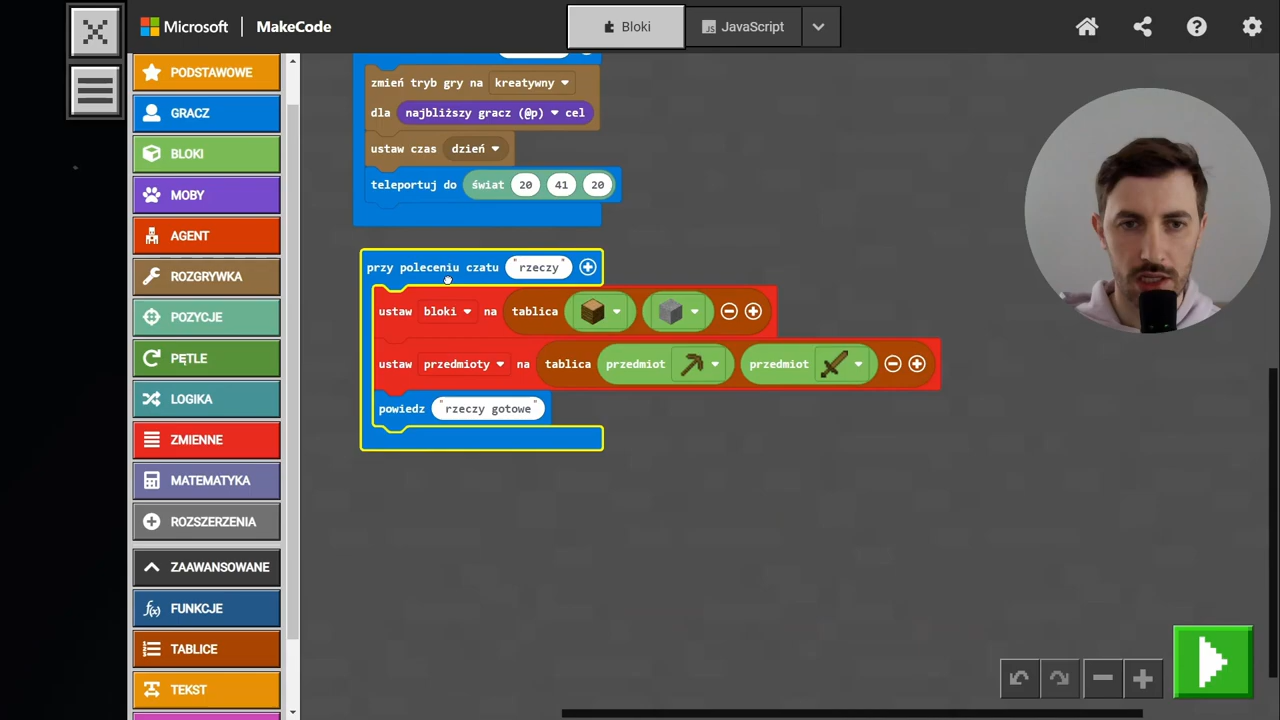 Microsoft | MakeCode
Bloki
JavaScript
PODSTAWOWE
GRACZ
BLOKI
MOBY
AGENT
ROZGRYWKA
POZYCJE
PĘTLE
LOGIKA
ZMIENNE
MATEMATYKA
ROZSZERZENIA
ZAAWANSOWANE
FUNKCJE
TABLICE
TEKST
zmień tryb gry na kreatywny
dla najbliższy gracz (@p) cel
ustaw czas dzień
teleportuj do świat 20 41 20
przy poleceniu czatu "rzeczy"
ustaw bloki na tablica
ustaw przedmioty na tablica przedmiot przedmiot
powiedz "rzeczy gotowe"